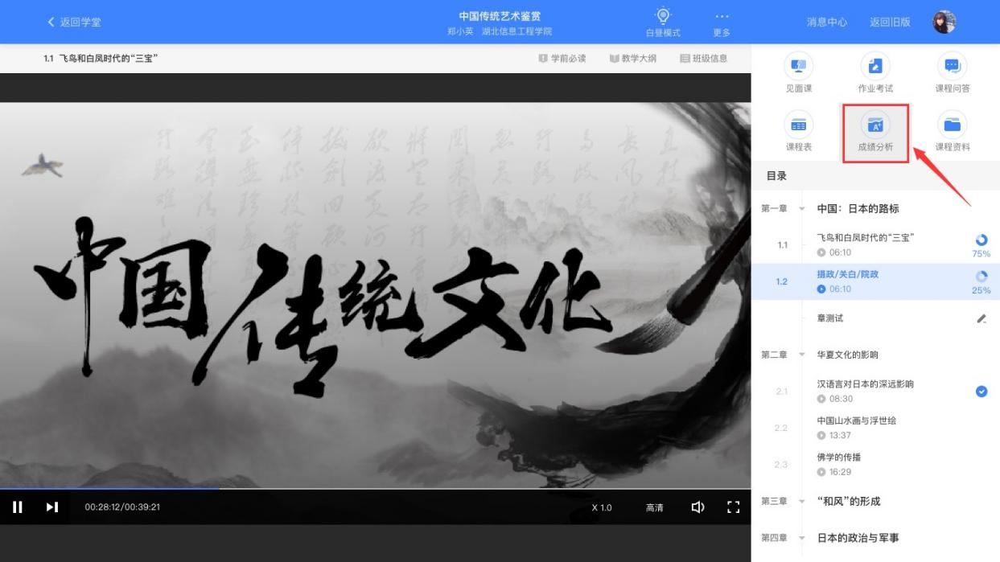 返回学堂
中国传统艺术鉴赏
郑小英 湖北信息工程学院
白昼模式
更多
消息中心
返回旧版
1.1 飞鸟和白凤时代的“三宝”
学前必读
教学大纲
班级信息
见面课
作业考试
课程问答
课程表
成绩分析
课程资料
中国传统文化
目录
第一章 中国：日本的路标
1.1 飞鸟和白凤时代的“三宝”
06:10
75%
1.2 摄政/关白/院政
06:10
25%
章测试
第二章 华夏文化的影响
2.1 汉语言对日本的深远影响
08:30
2.2 中国山水画与浮世绘
13:37
2.3 佛学的传播
16:29
第三章 “和风”的形成
第四章 日本的政治与军事
00:28:12/00:39:21
X 1.0
高清